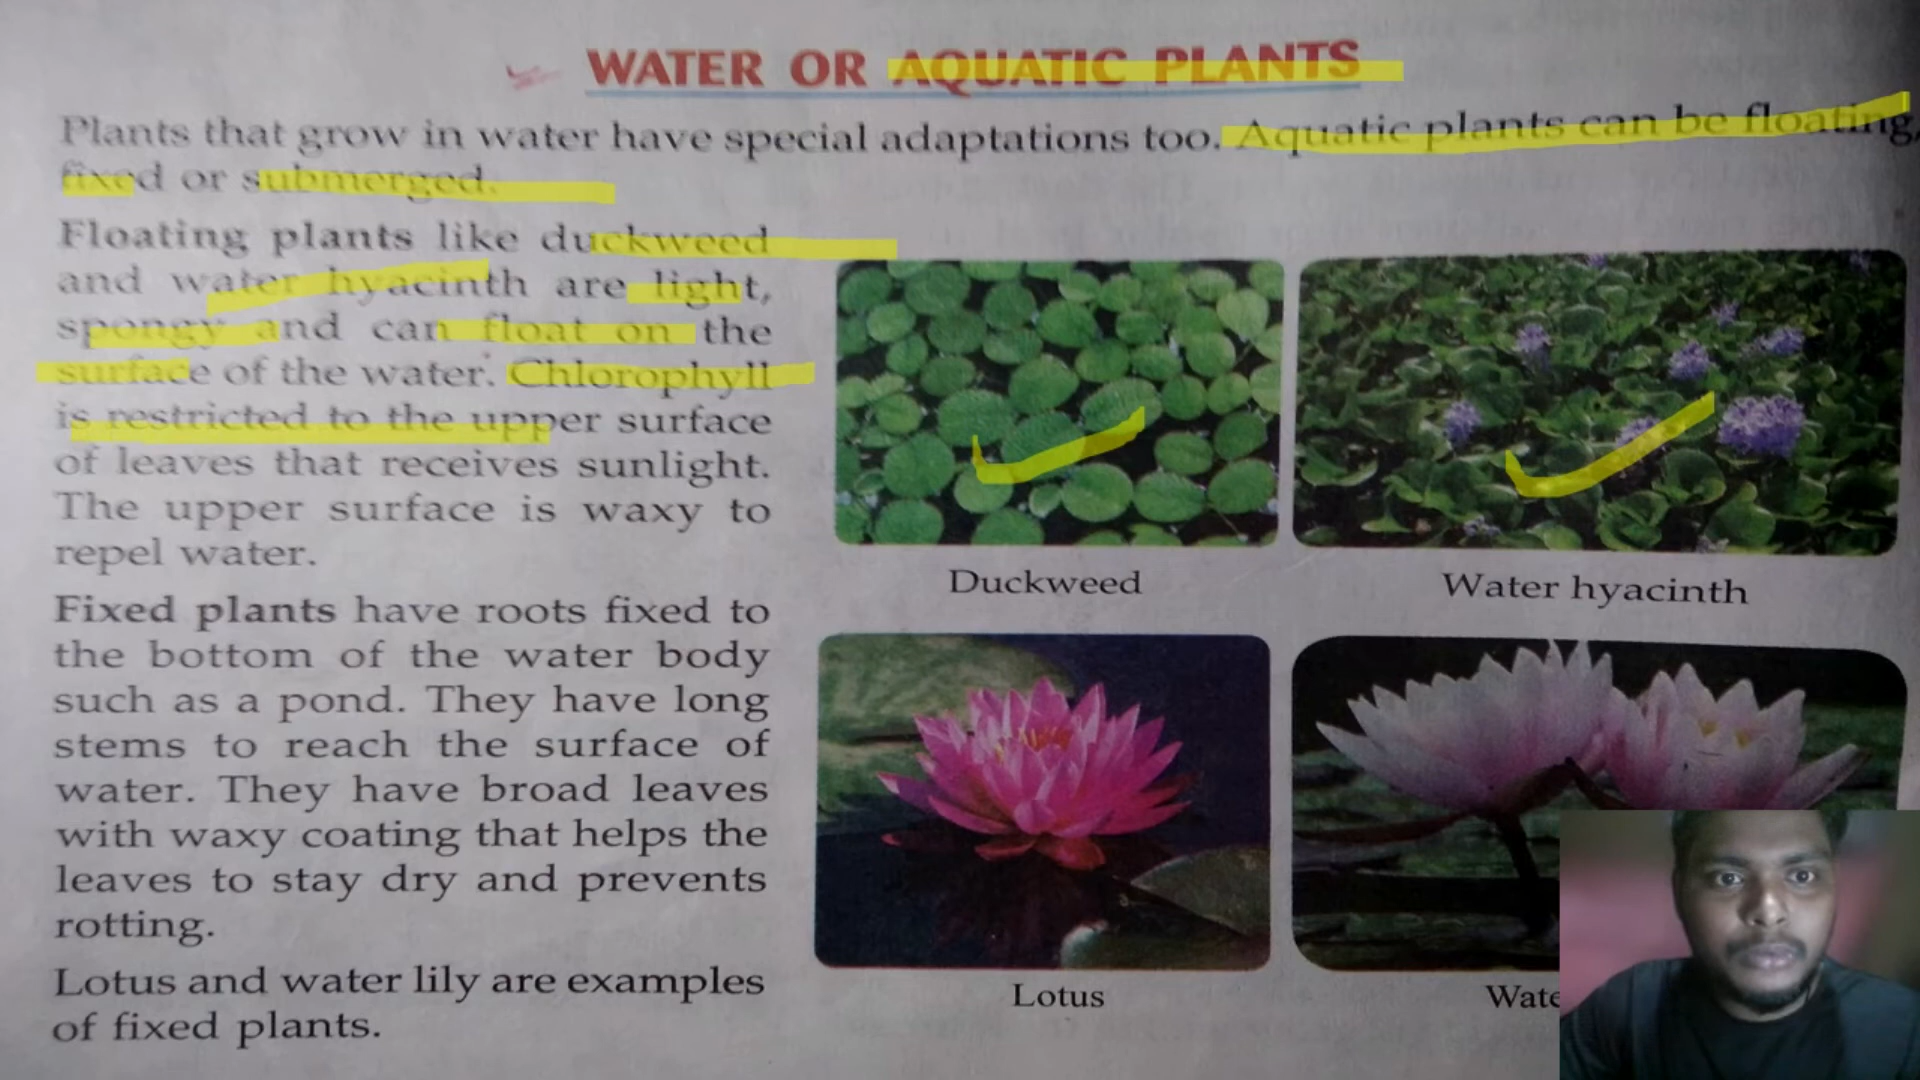 WATER OR AQUATIC PLANTS
Plants that grow in water have special adaptations too. Aquatic plants can be floating,
fixed or submerged.
Floating plants like duckweed
and water hyacinth are light,
spongy and can float on the
surface of the water. Chlorophyll
is restricted to the upper surface
of leaves that receives sunlight.
The upper surface is waxy to
repel water.
Fixed plants have roots fixed to
the bottom of the water body
such as a pond. They have long
stems to reach the surface of
water. They have broad leaves
with waxy coating that helps the
leaves to stay dry and prevents
rotting.
Lotus and water lily are examples
of fixed plants.
Duckweed
Water hyacinth
Lotus